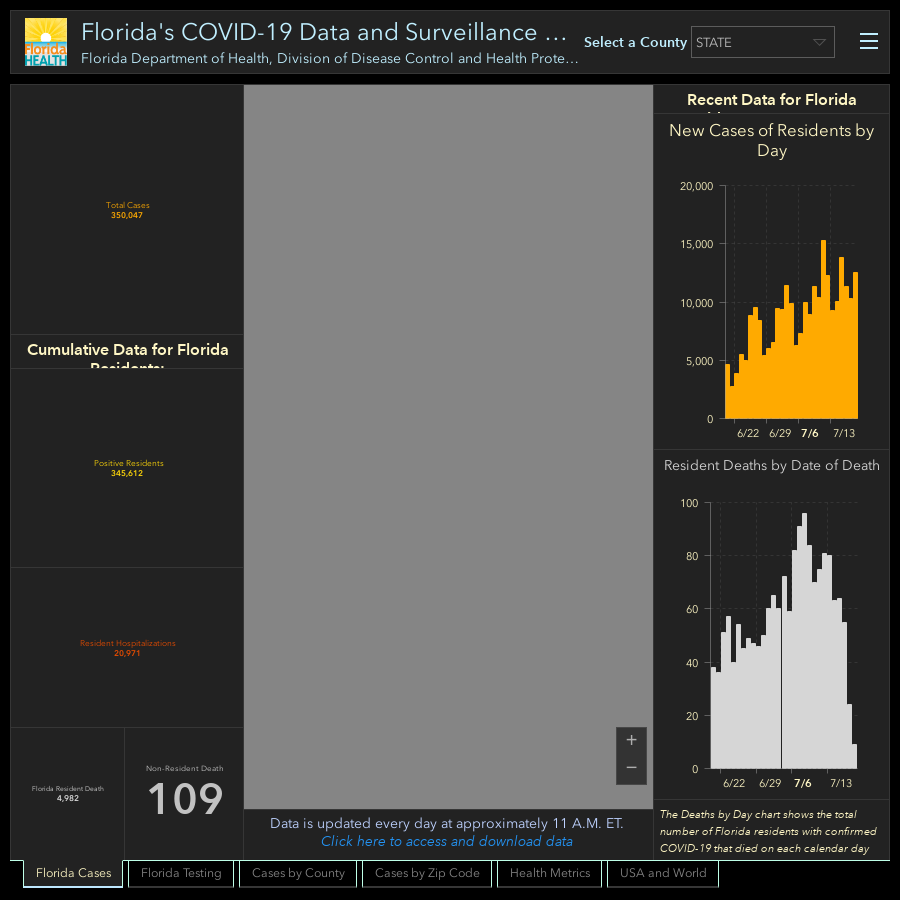 Florida
HEALTH
Florida's COVID-19 Data and Surveillance ...
Florida Department of Health, Division of Disease Control and Health Prote...
Select a County
STATE
Total Cases
350,047
Cumulative Data for Florida
Residents:
Positive Residents
345,612
Resident Hospitalizations
20,971
Florida Resident Death
4,982
Non-Resident Death
109
+
−
Data is updated every day at approximately 11 A.M. ET.
Click here to access and download data
Recent Data for Florida
New Cases of Residents by
Day
20,000
15,000
10,000
5,000
0
6/22 6/29 7/6 7/13
Resident Deaths by Date of Death
100
80
60
40
20
0
6/22 6/29 7/6 7/13
The Deaths by Day chart shows the total
number of Florida residents with confirmed
COVID-19 that died on each calendar day
Florida Cases
Florida Testing
Cases by County
Cases by Zip Code
Health Metrics
USA and World